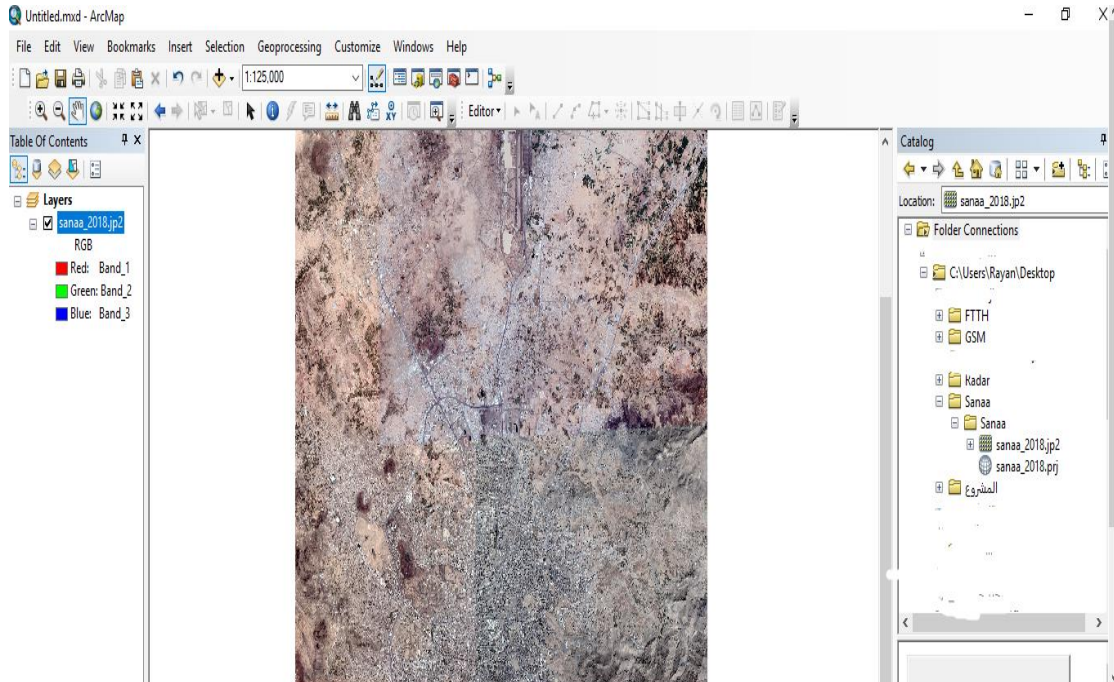 Untitled.mxd - ArcMap
File Edit View Bookmarks Insert Selection Geoprocessing Customize Windows Help
1:125,000
Editor
Table Of Contents
Layers
sanaa_2018.jp2
RGB
Red: Band_1
Green: Band_2
Blue: Band_3
Catalog
Location: sanaa_2018.jp2
Folder Connections
C:\Users\Rayan\Desktop
FTTH
GSM
Sanaa
Sanaa
sanaa_2018.jp2
sanaa_2018.prj
المشروع